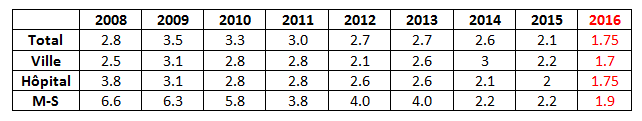 2008 2009 2010 2011 2012 2013 2014 2015 2016
Total 2.8 3.5 3.3 3.0 2.7 2.7 2.6 2.1 1.75
Ville 2.5 3.1 2.8 2.8 2.1 2.6 3 2.2 1.7
Hôpital 3.8 3.1 2.8 2.8 2.6 2.6 2.1 2 1.75
M-S 6.6 6.3 5.8 3.8 4.0 4.0 2.2 2.2 1.9